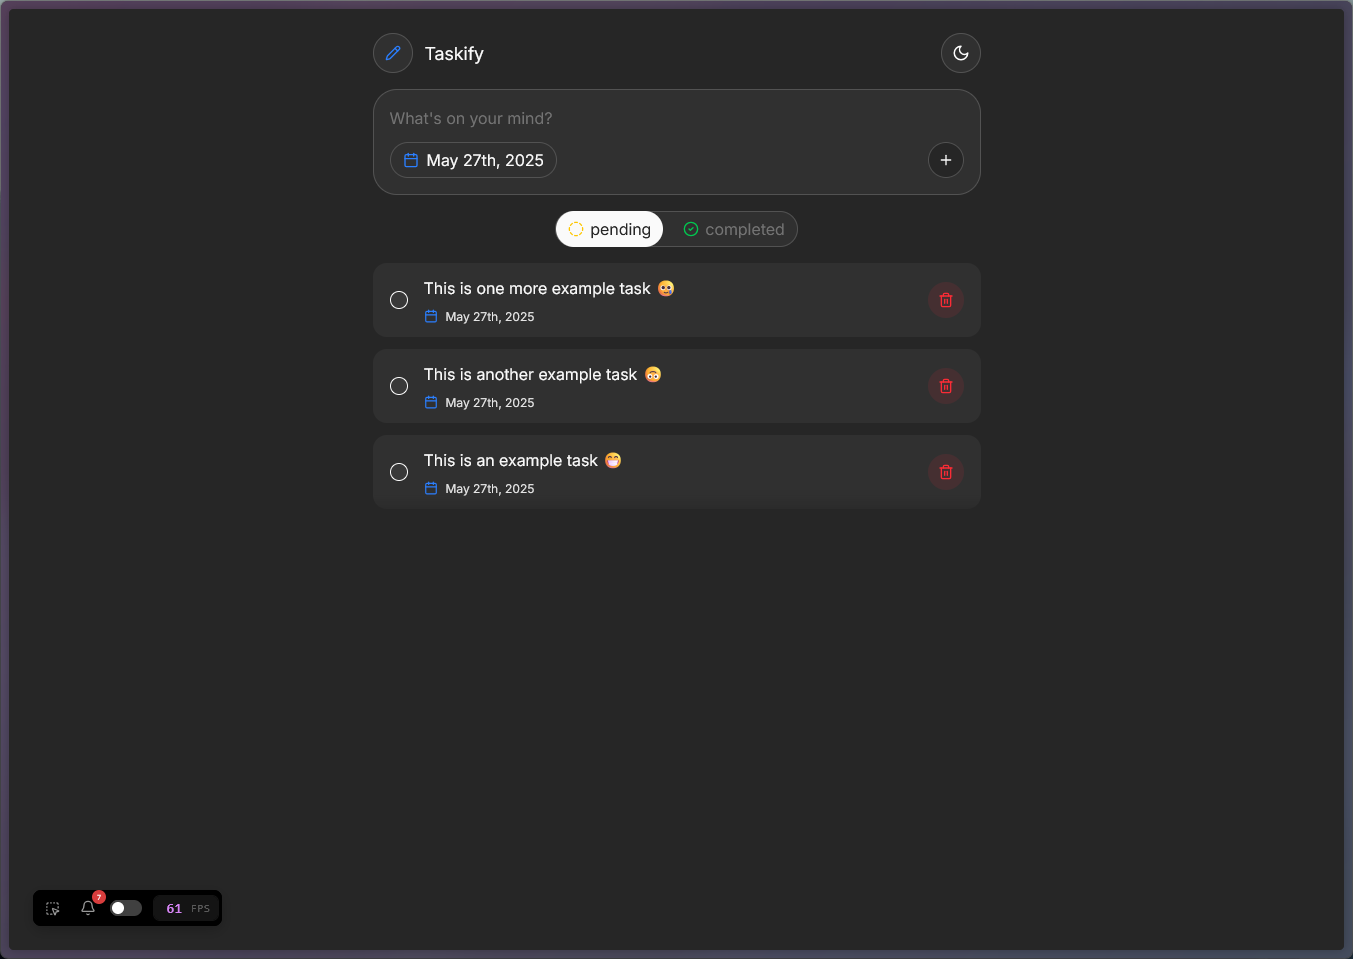 Taskify
What's on your mind?
May 27th, 2025
pending
completed
This is one more example task 🥲
May 27th, 2025
This is another example task 😳
May 27th, 2025
This is an example task 😁
May 27th, 2025
7
61 FPS